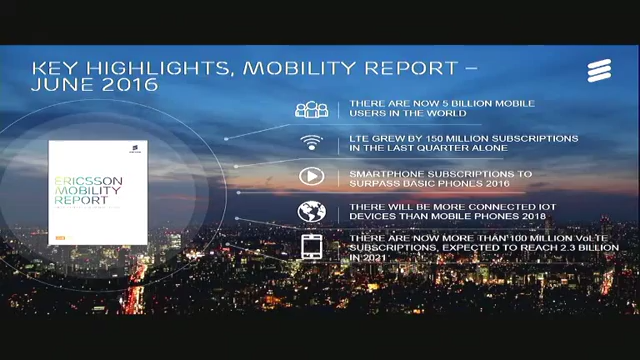 KEY HIGHLIGHTS, MOBILITY REPORT –
JUNE 2016
THERE ARE NOW 5 BILLION MOBILE
USERS IN THE WORLD
LTE GREW BY 150 MILLION SUBSCRIPTIONS
IN THE LAST QUARTER ALONE
SMARTPHONE SUBSCRIPTIONS TO
SURPASS BASIC PHONES 2016
THERE WILL BE MORE CONNECTED IOT
DEVICES THAN MOBILE PHONES 2018
THERE ARE NOW MORE THAN 100 MILLION VoLTE
SUBSCRIPTIONS, EXPECTED TO REACH 2.3 BILLION
IN 2021
ERICSSON
MOBILITY
REPORT